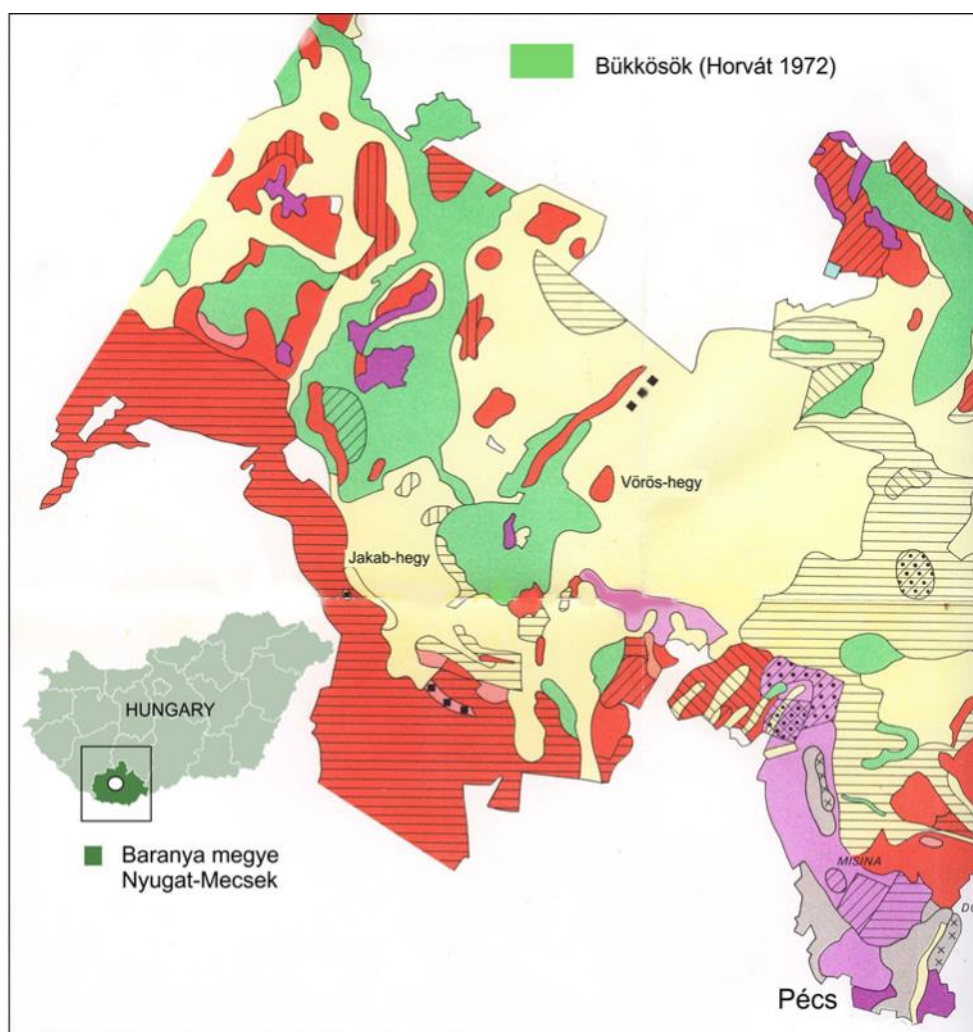 Bükkösök (Horvát 1972)
Vörös-hegy
Jakab-hegy
HUNGARY
Baranya megye
Nyugat-Mecsek
MISINA
Pécs